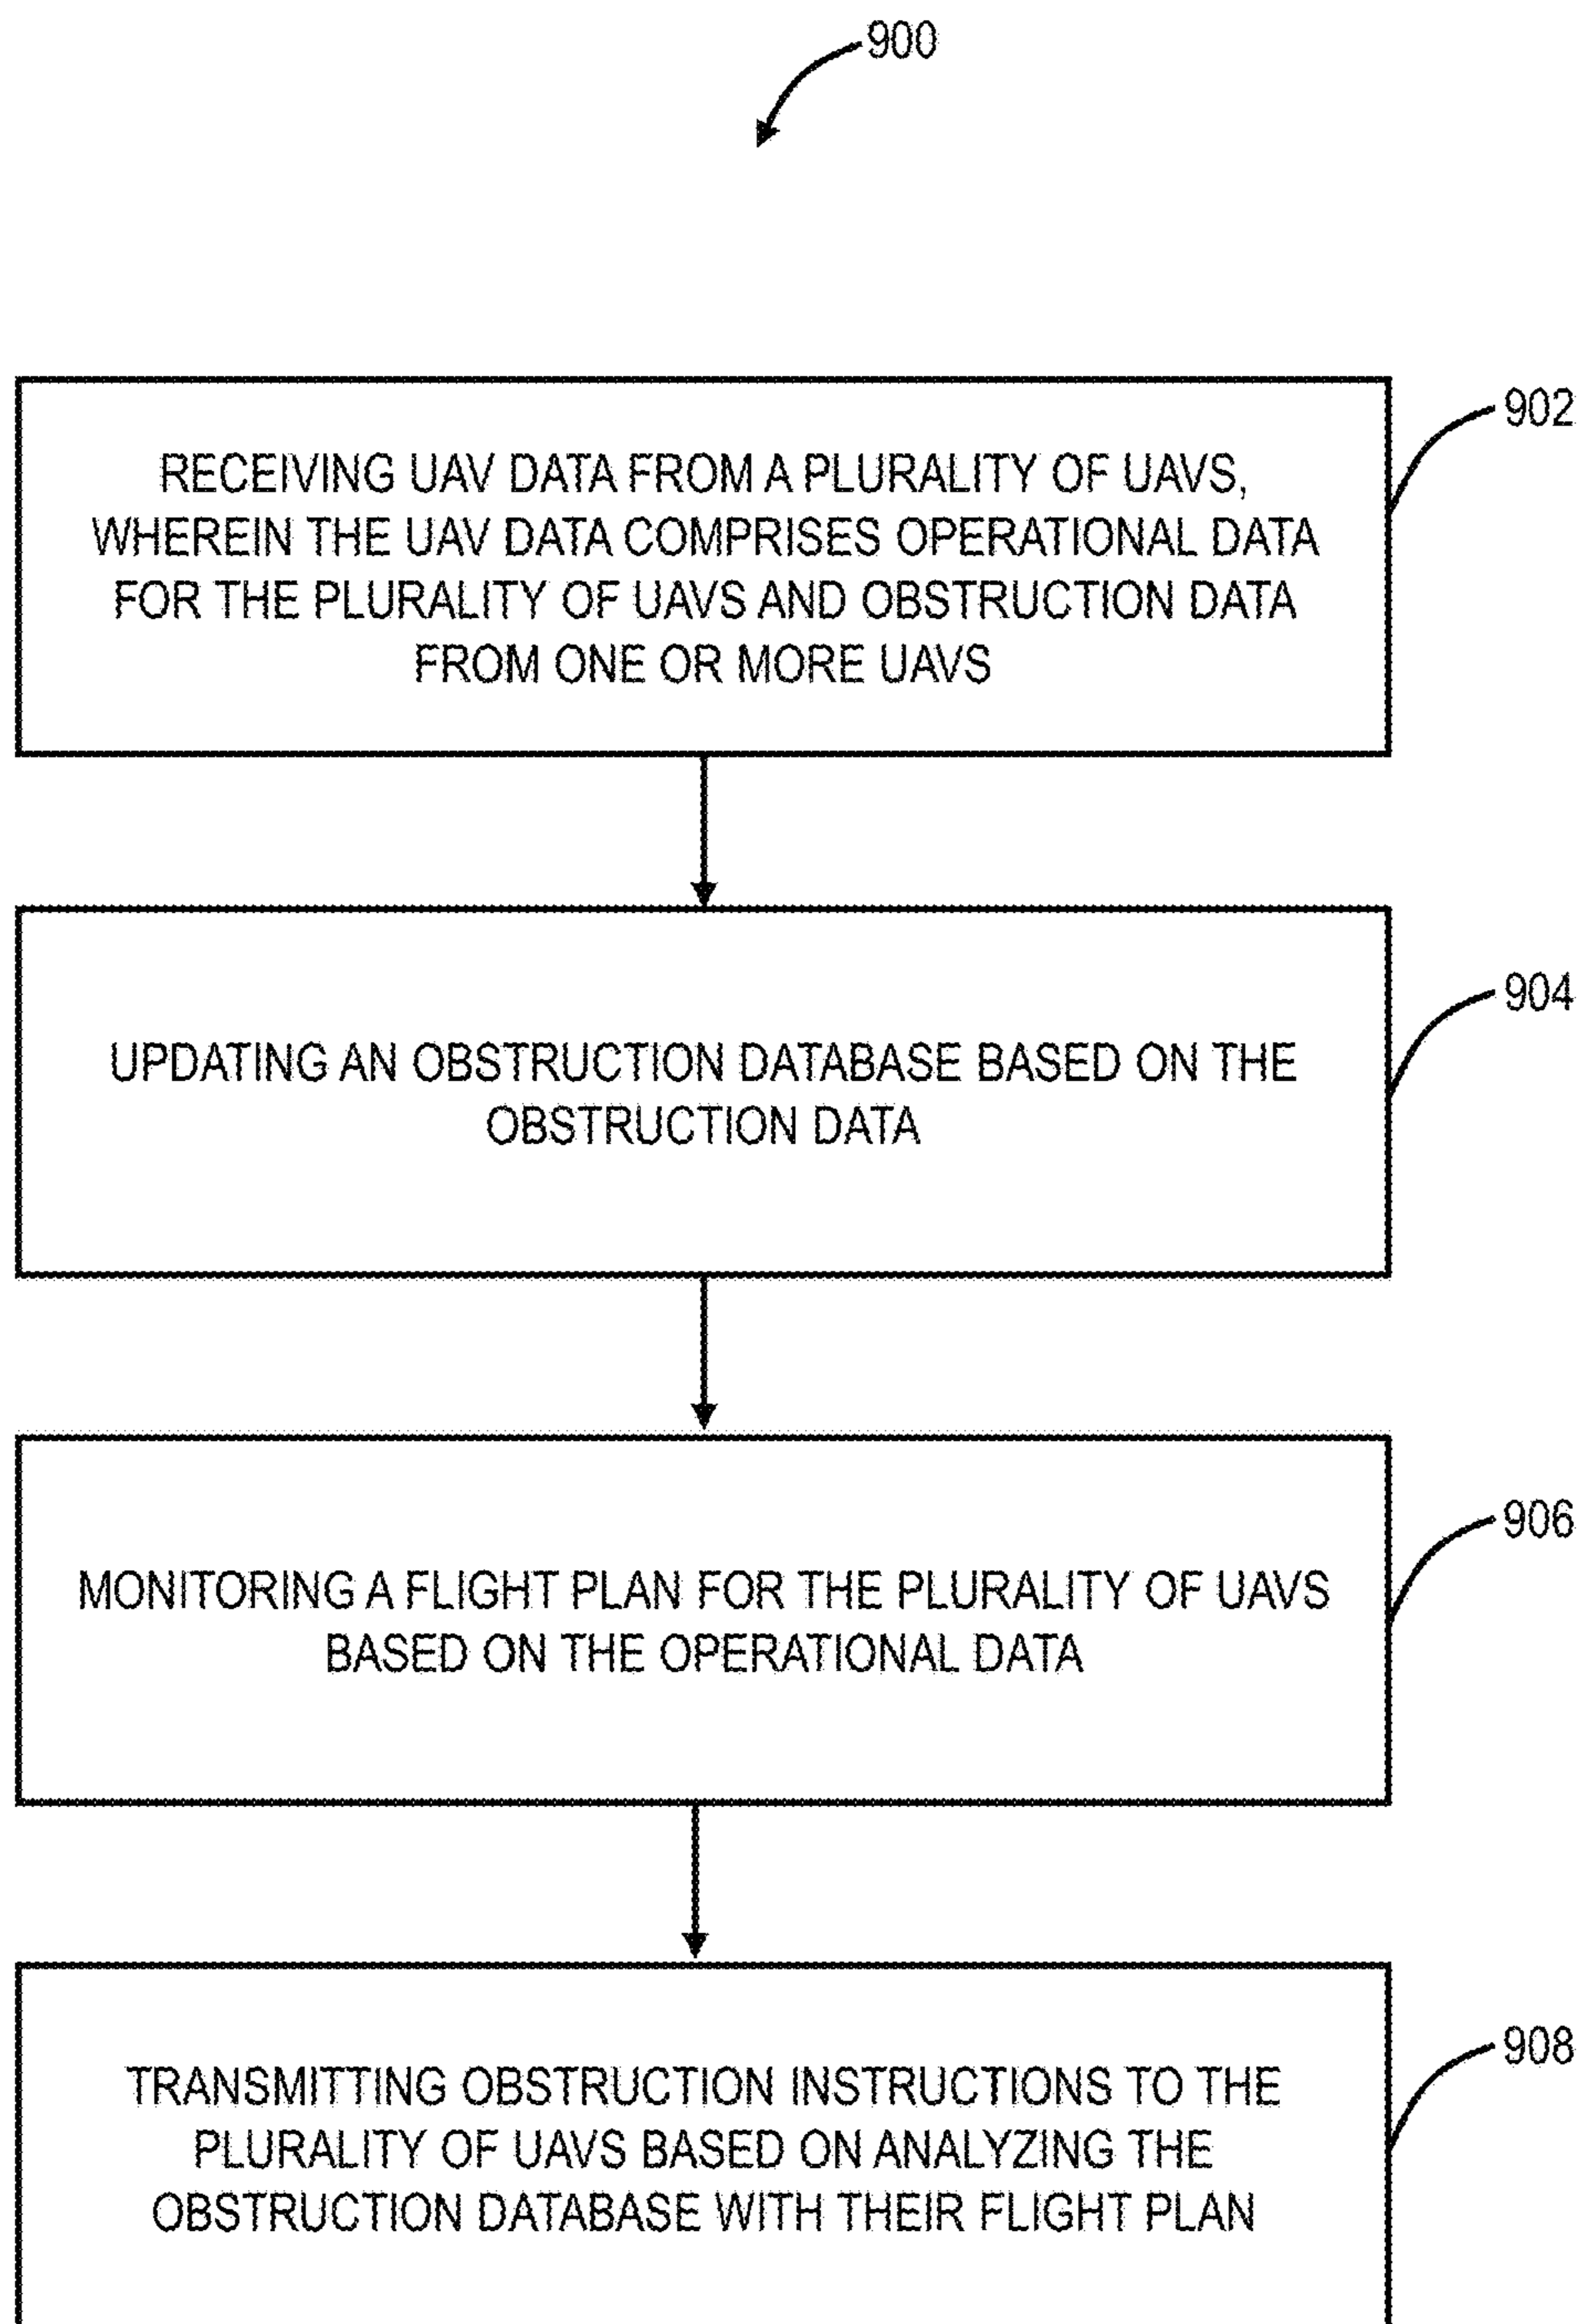 900
902
RECEIVING UAV DATA FROM A PLURALITY OF UAVS,
WHEREIN THE UAV DATA COMPRISES OPERATIONAL DATA
FOR THE PLURALITY OF UAVS AND OBSTRUCTION DATA
FROM ONE OR MORE UAVS
904
UPDATING AN OBSTRUCTION DATABASE BASED ON THE
OBSTRUCTION DATA
906
MONITORING A FLIGHT PLAN FOR THE PLURALITY OF UAVS
BASED ON THE OPERATIONAL DATA
908
TRANSMITTING OBSTRUCTION INSTRUCTIONS TO THE
PLURALITY OF UAVS BASED ON ANALYZING THE
OBSTRUCTION DATABASE WITH THEIR FLIGHT PLAN